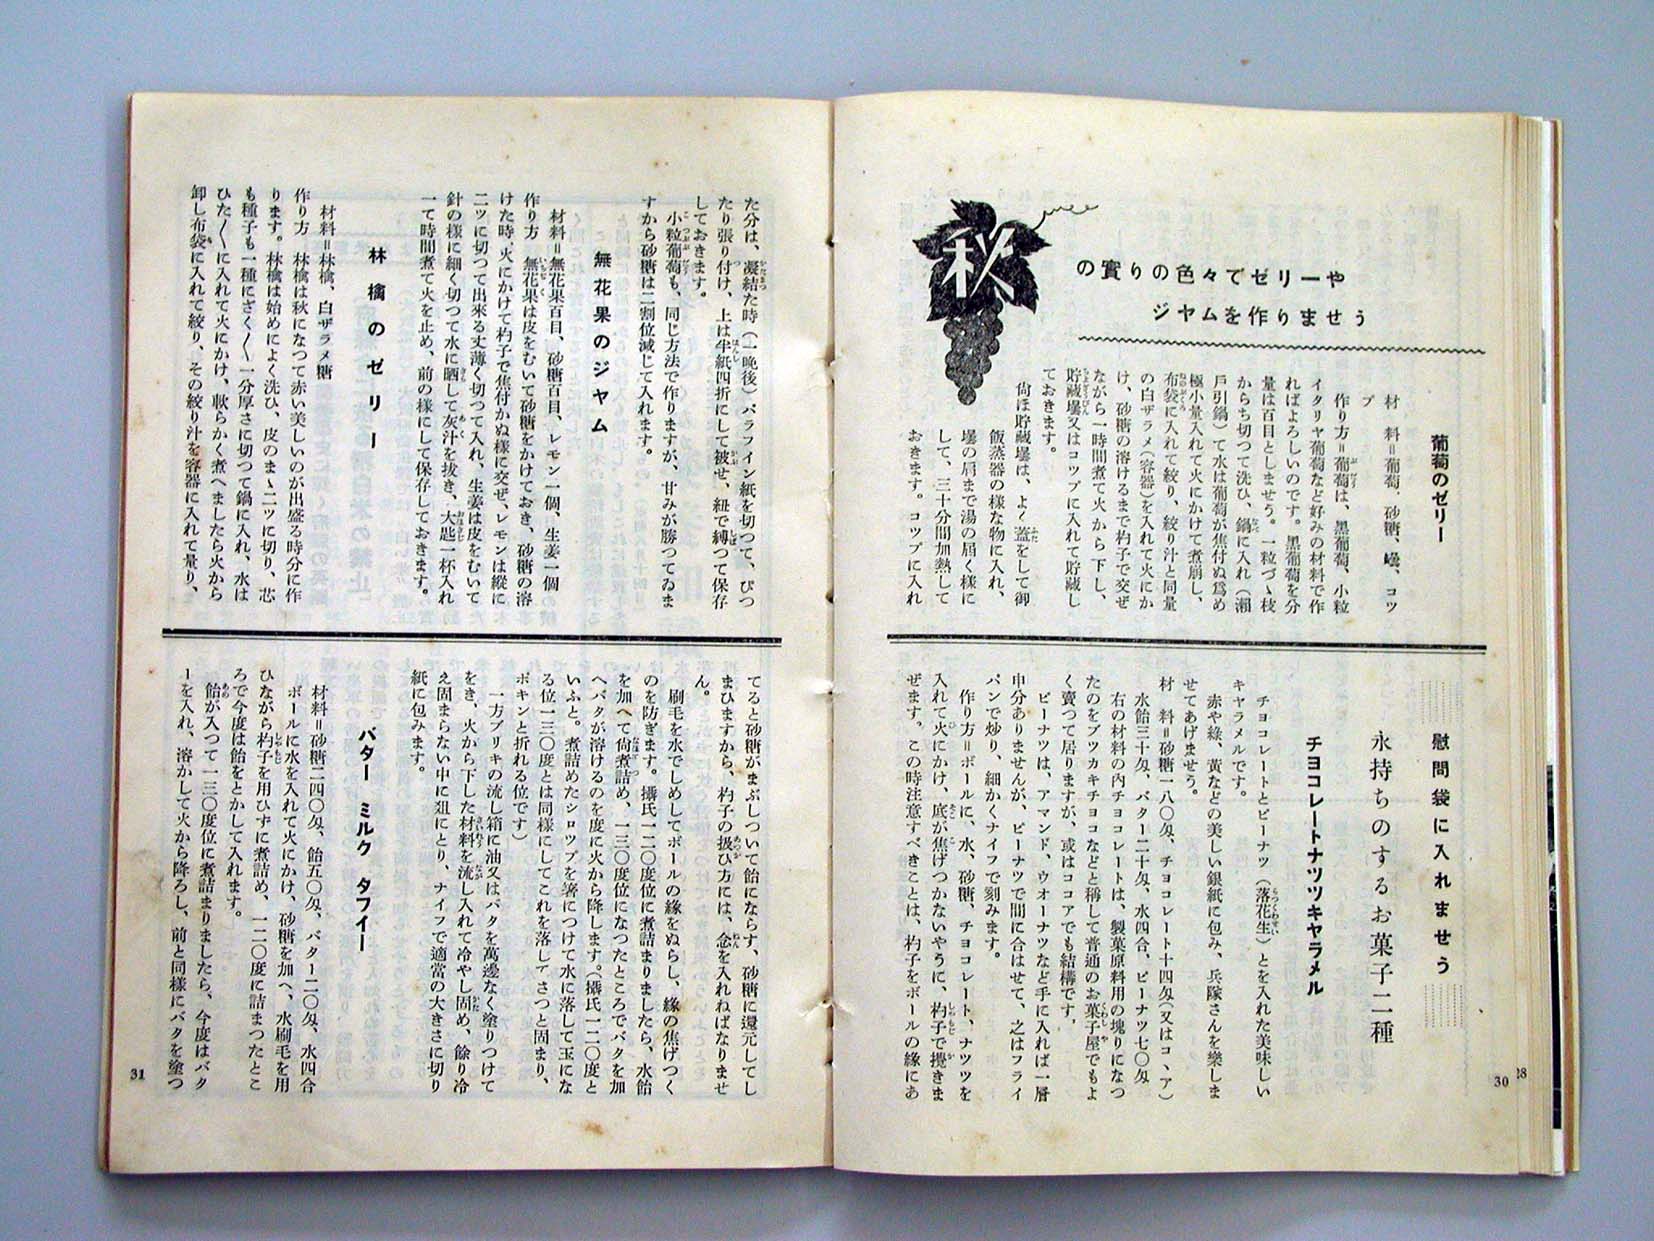 秋の實りの色々でゼリーや
ジヤムを作りませう
葡萄のゼリー
材 料=葡萄、砂糖、壜、コツ
プ
作り方=葡萄は、黑葡萄、小粒
イタリヤ葡萄など好みの材料で作
ればよろしいのです。黑葡萄を分
量は百目としませう。一粒づゝ枝
からち切つて洗ひ、鍋に入れ(瀬
戶引鍋)て水は葡萄が焦付ぬ爲め
極小量入れて火にかけて煮崩し、
布袋に入れて絞り、絞り汁と同量
の白ザラメ(容器)を入れて火にか
け、砂糖の溶けるまで杓子で交ぜ
ながら一時間煮て火から下し、
貯藏壜又はコツプに入れて貯藏し
ておきます。
尙ほ貯藏壜は、よく蓋をして御
飯蒸器の樣な物に入れ、
壜の肩まで湯の屆く樣に
して、三十分間加熱して
おきます。コツプに入れ
慰問袋に入れませう
永持ちのするお菓子二種
チヨコレートナツツキヤラメル
チヨコレートとピーナツ(落花生)とを入れた美味しい
キヤラメルです。
赤や綠、黃などの美しい銀紙に包み、兵隊さんを樂しま
せてあげませう。
材 料=砂糖一八〇匁、チヨコレート十四匁(又はコヽア)
水飴三十匁、バタ二十匁、水四合、ピーナツ七〇匁
右の材料の内チヨコレートは、製菓原料用の塊りになつ
たのをブツカキチヨコなどと稱して普通のお菓子屋でもよ
く賣つて居りますが、或はココアでも結構です。
ピーナツは、アマンド、ウオーナツなど手に入れば一層
申分ありませんが、ピーナツで間に合はせて、之はフライ
パンで炒り、細かくナイフで刻みます。
作り方=ボールに、水、砂糖、チヨコレート、ナツツを
入れて火にかけ、底が焦げつかないやうに、杓子で攪きま
ぜます。この時注意すべきことは、杓子をボールの緣にあ
28
30
た分は、凝結た時(一晩後)パラフイン紙を切つて、ぴつ
たり張り付け、上は半紙四折にして被せ、紐で縛つて保存
しておきます。
小粒葡萄も、同じ方法で作りますが、甘みが勝つてゐま
すから砂糖は二割位減じて入れます。
無花果のジヤム
材料=無花果百目、砂糖百目、レモン一個、生姜一個
作り方 無花果は皮をむいて砂糖をかけておき、砂糖の溶
けた時、火にかけて杓子で焦付かぬ樣に交ぜ、レモンは縱に
二ツに切つて出來る丈薄く切つて入れ、生姜は皮をむいて
針の樣に細く切つて水に晒して灰汁を拔き、大匙一杯入れ
て一時間煮て火を止め、前の樣にして保存しておきます。
林檎のゼリー
材料=林檎、白ザラメ糖
作り方 林檎は秋になつて赤い美しいのが出盛る時分に作
ります。林檎は始めによく洗ひ、皮のまゝ二ツに切り、芯
も種子も一種にざく〳〵一分厚さに切つて鍋に入れ、水は
ひた〳〵に入れて火にかけ、軟らかく煮へましたら火から
卸し布袋に入れて絞り、その絞り汁を容器に入れて量り、
てると砂糖がまぶしついて飴にならず、砂糖に還元してし
まひますから、杓子の扱ひ方には、念を入れねばなりませ
ん。
刷毛を水でしめしてボールの緣をぬらし、緣の焦げつく
のを防ぎます。攝氏一二〇度位に煮詰まりましたら、水飴
を加へて尙煮詰め、一三〇度位になつたところでバタを加
へバタが溶けるのを度に火から降します。(攝氏一二〇度と
いふと。煮詰めたシロツプを箸につけて水に落して玉にな
る位一三〇度とは同樣にしてこれを落してさつと固まり、
ポキンと折れる位です)
一方ブリキの流し箱に油又はバタを萬邊なく塗りつけて
をき、火から下した材料を流し入れて冷やし固め、餘り冷
え固まらない中に俎にとり、ナイフで適當の大きさに切り
紙に包みます。
バター ミルク タフイー
材料=砂糖二四〇匁、飴五〇匁、バター二〇匁、水四合
ボールに水を入れて火にかけ、砂糖を加へ、水刷毛を用
ひながら杓子を用ひずに煮詰め、一二〇度に詰まつたとこ
ろで今度は飴をとかして入れます。
飴が入つて一三〇度位に煮詰まりましたら、今度はバタ
ーを入れ、溶かして火から降ろし、前と同樣にバタを塗つ
31